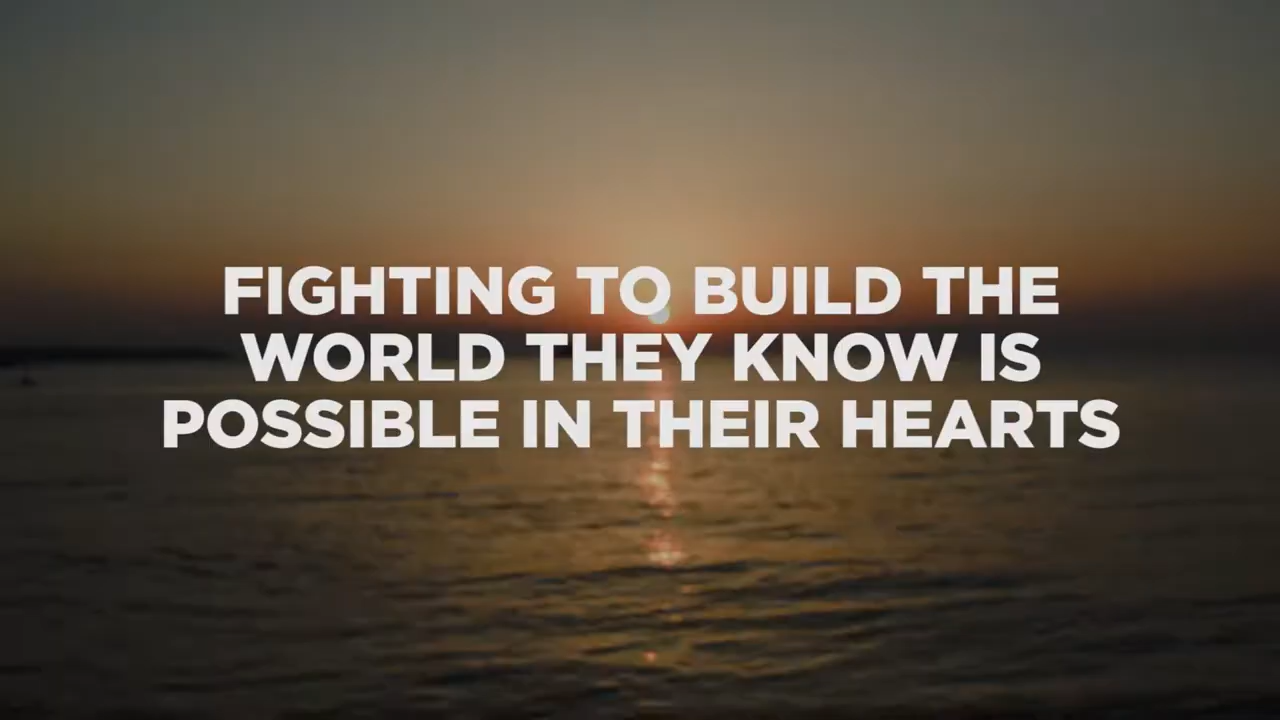 FIGHTING TO BUILD THE
WORLD THEY KNOW IS
POSSIBLE IN THEIR HEARTS